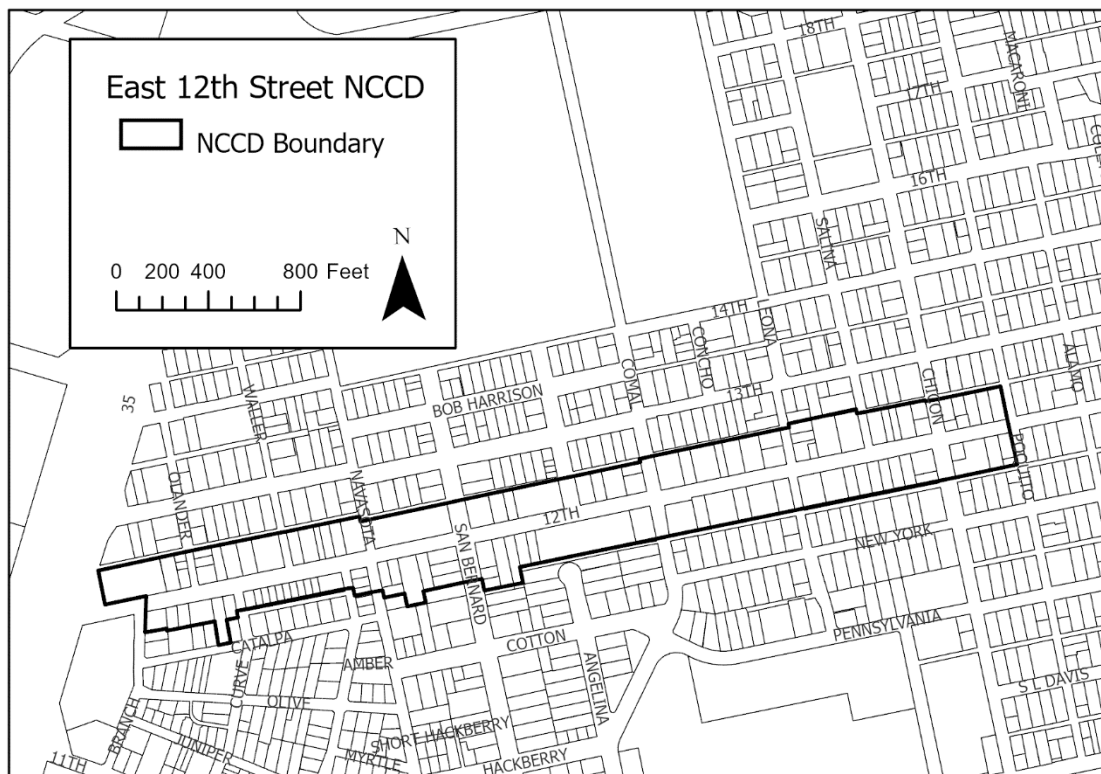 East 12th Street NCCD
NCCD Boundary
N
0 200 400 800 Feet
18TH
MACARONI
17TH
16TH
SALINA
14TH
LEONA
CONCHO
COMAL
13TH
ALAMO
CHICON
BOB HARRISON
WALLER
35
OLANDER
NAVASOTA
12TH
SAN BERNARD
POQUITO
NEW YORK
PENNSYLVANIA
COTTON
CATALPA
AMBER
CURVE
ANGELINA
OLIVE
S L DAVIS
BRANCH
JUNIPER
SHORT HACKBERRY
MYRTLE
HACKBERRY
11TH